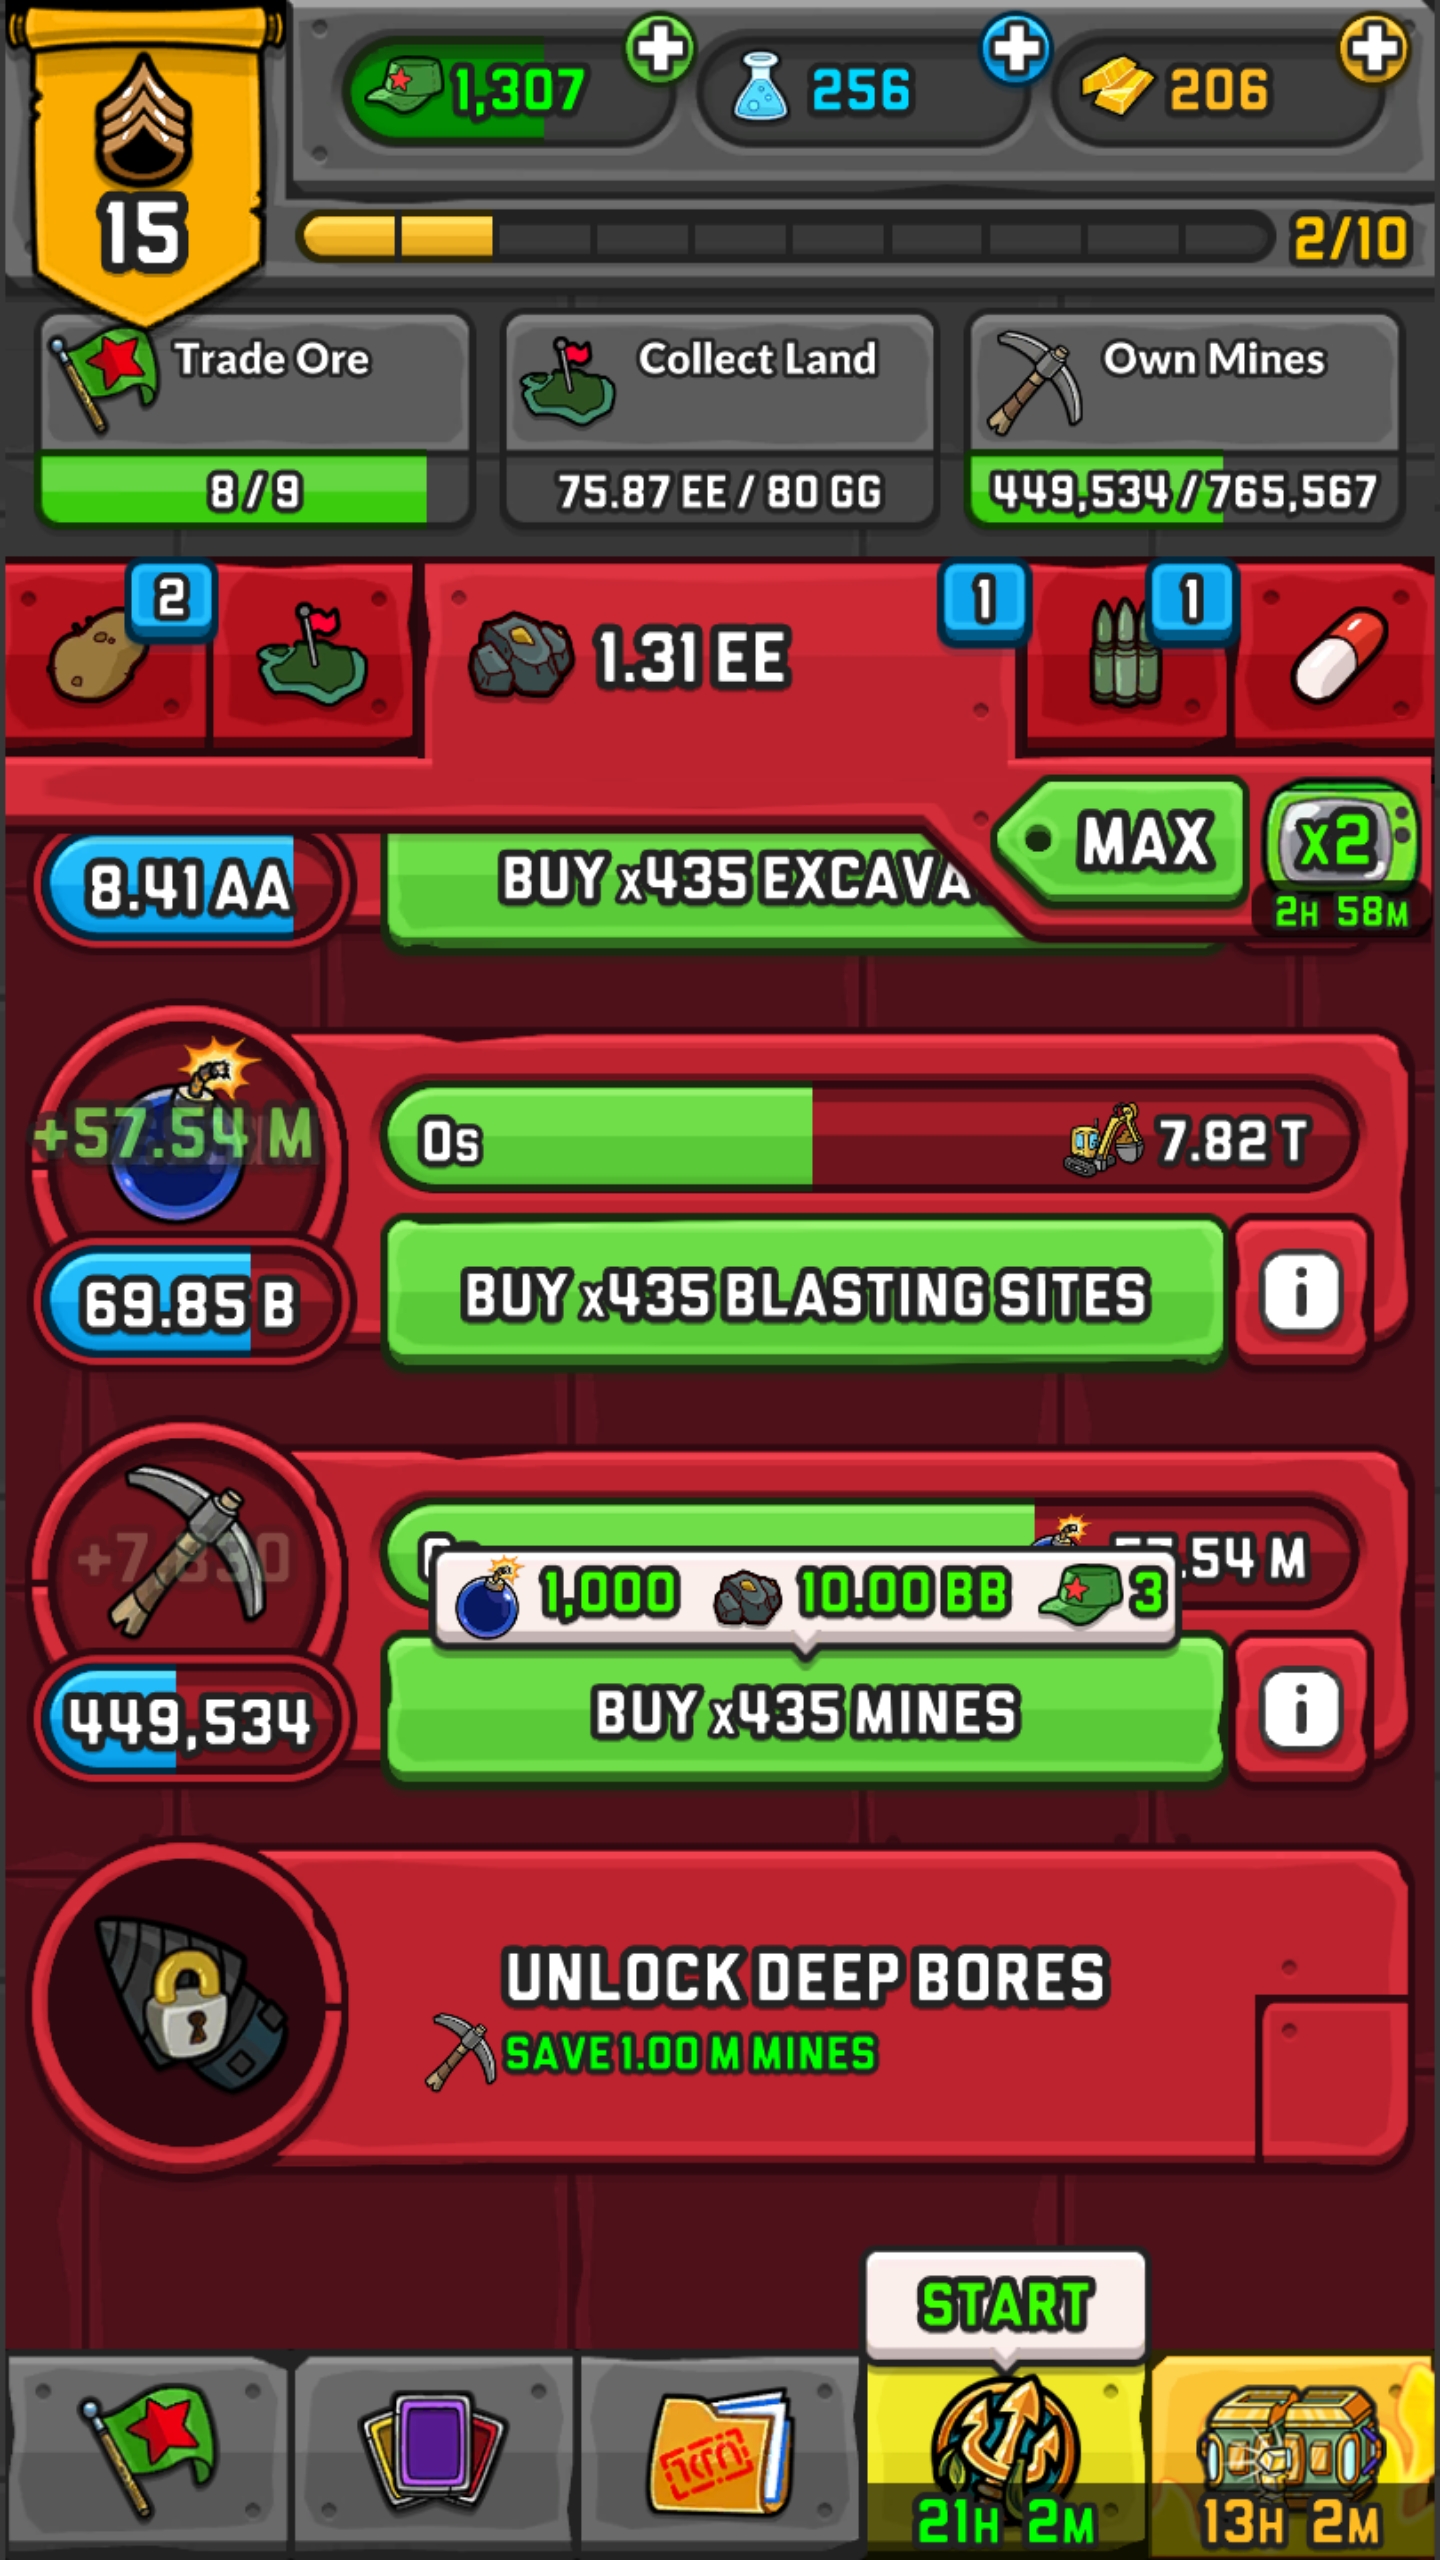 1,307
256
206
15
2/10
Trade Ore
Collect Land
Own Mines
8/9
75.87 EE / 80 GG
449,534/765,567
2
1
1
1.31 EE
MAX
x2
2H 58M
8.41 AA
BUY x435 EXCAVA
+57.54 M
0s
7.82 T
69.85 B
BUY x435 BLASTING SITES
i
.54 M
1,000
10.00 BB
3
449,534
BUY x435 MINES
i
UNLOCK DEEP BORES
SAVE 1.00 M MINES
START
21H 2M
13H 2M